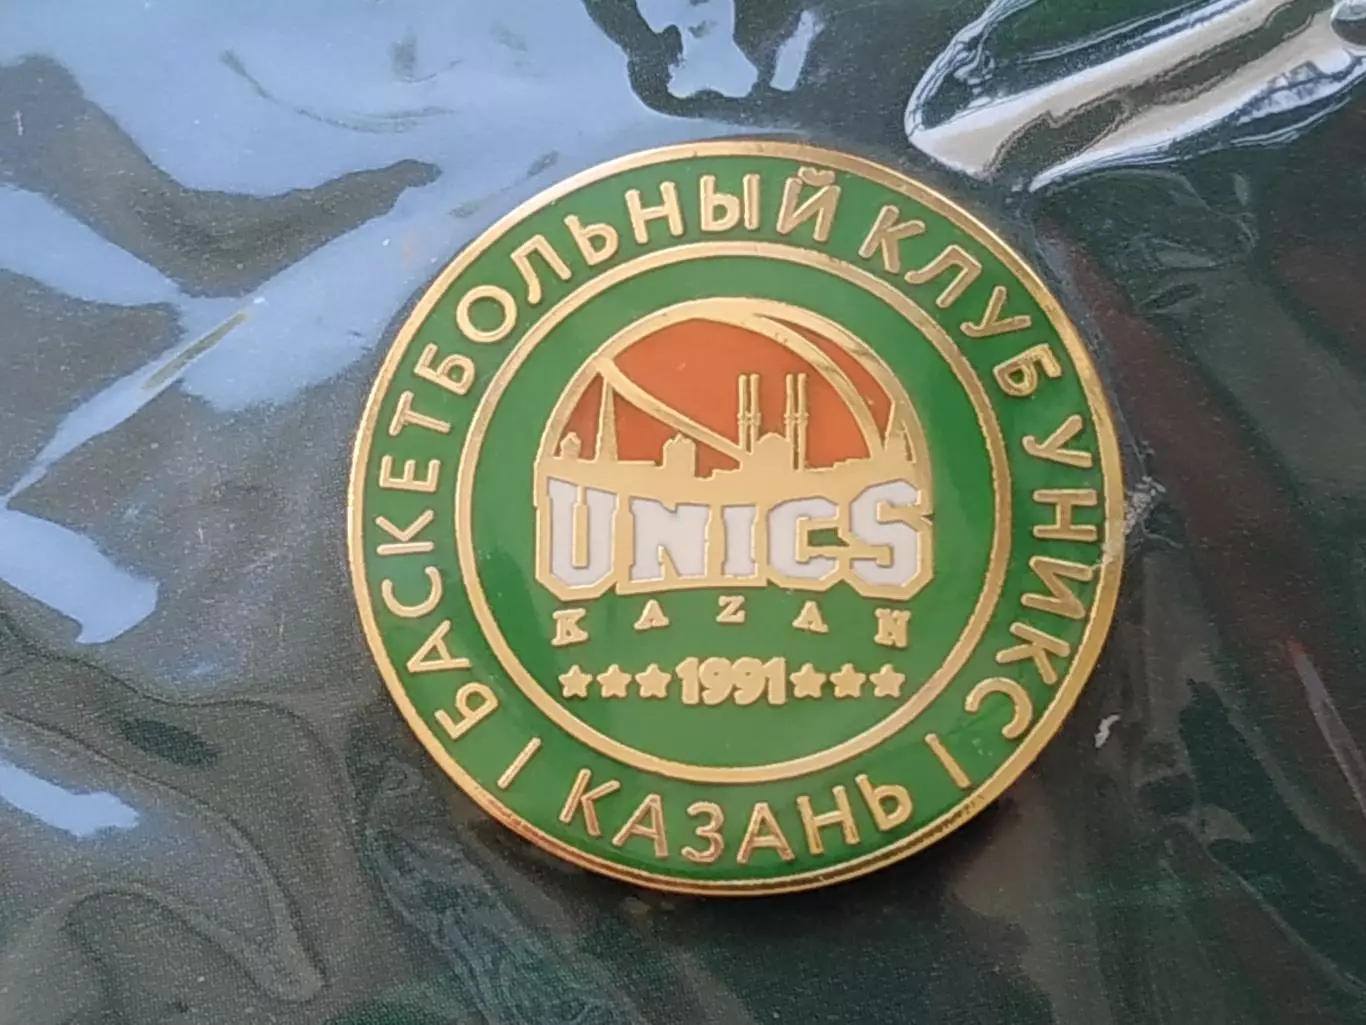 БАСКЕТБОЛЬНЫЙ КЛУБ УНИКС
UNICS
KAZAN
1991
КАЗАНЬ